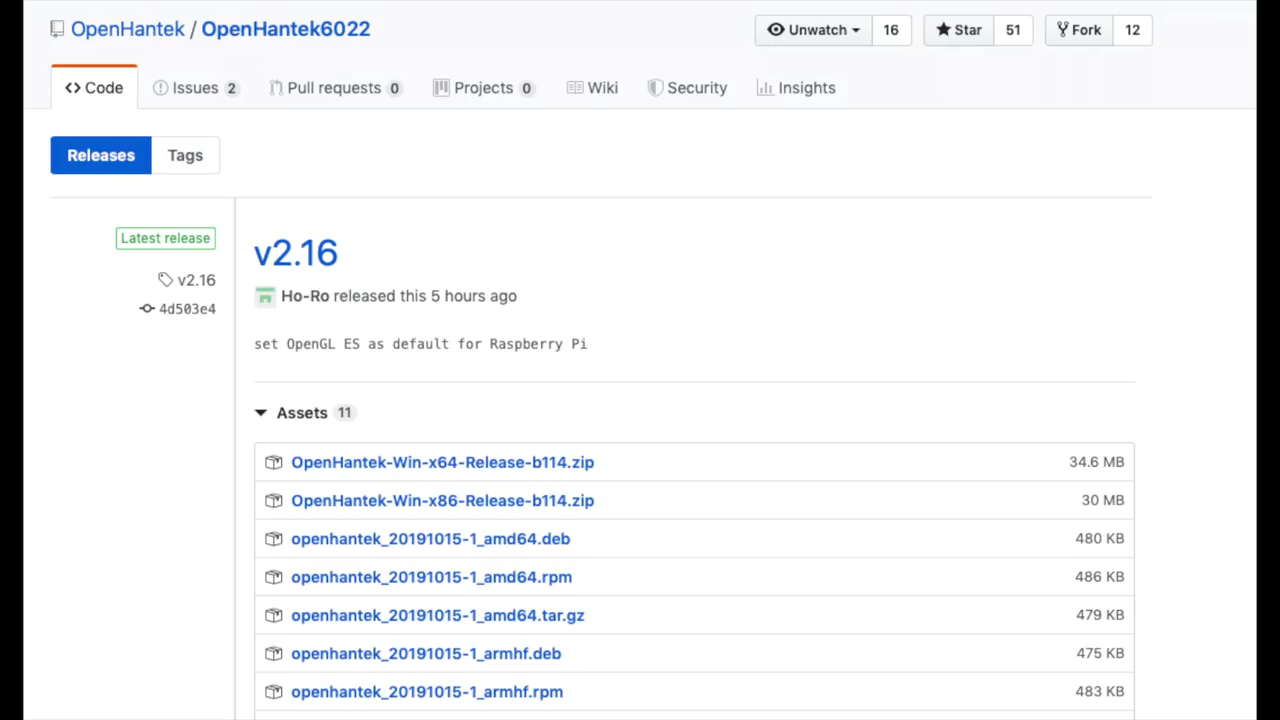 OpenHantek / OpenHantek6022
Unwatch 16 Star 51 Fork 12
Code Issues 2 Pull requests 0 Projects 0 Wiki Security Insights
Releases Tags
Latest release
v2.16
4d503e4
v2.16
Ho-Ro released this 5 hours ago
set OpenGL ES as default for Raspberry Pi
Assets 11
OpenHantek-Win-x64-Release-b114.zip 34.6 MB
OpenHantek-Win-x86-Release-b114.zip 30 MB
openhantek_20191015-1_amd64.deb 480 KB
openhantek_20191015-1_amd64.rpm 486 KB
openhantek_20191015-1_amd64.tar.gz 479 KB
openhantek_20191015-1_armhf.deb 475 KB
openhantek_20191015-1_armhf.rpm 483 KB